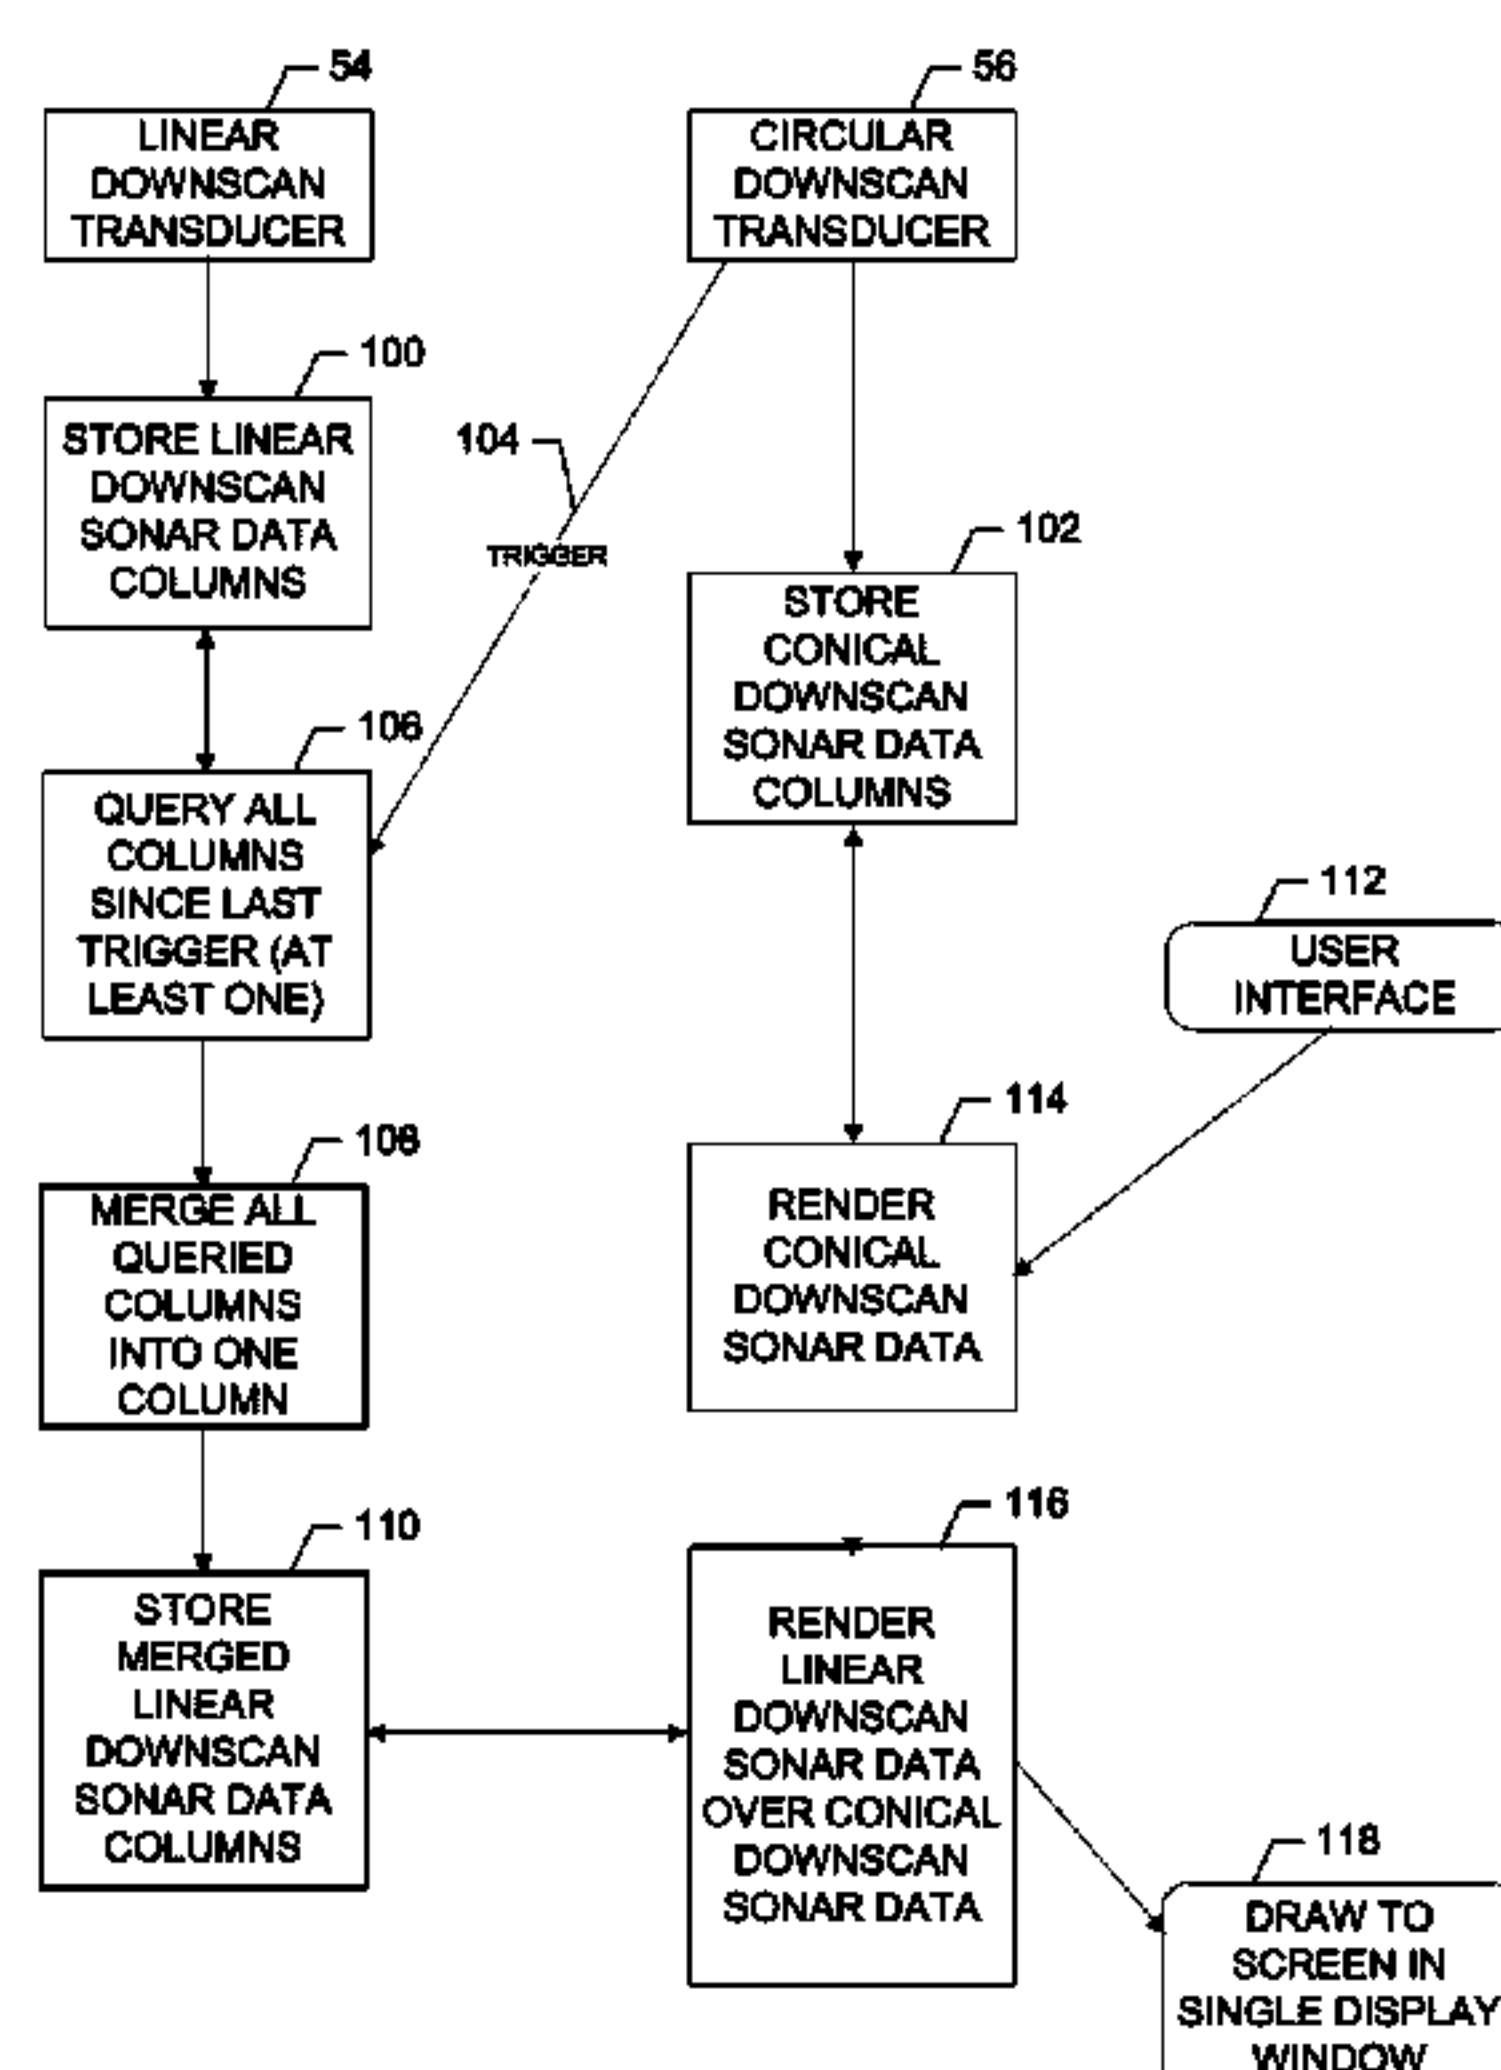 54
LINEAR
DOWNSCAN
TRANSDUCER
56
CIRCULAR
DOWNSCAN
TRANSDUCER
100
STORE LINEAR
DOWNSCAN
SONAR DATA
COLUMNS
104
TRIGGER
102
STORE
CONICAL
DOWNSCAN
SONAR DATA
COLUMNS
106
QUERY ALL
COLUMNS
SINCE LAST
TRIGGER (AT
LEAST ONE)
112
USER
INTERFACE
108
MERGE ALL
QUERIED
COLUMNS
INTO ONE
COLUMN
114
RENDER
CONICAL
DOWNSCAN
SONAR DATA
110
STORE
MERGED
LINEAR
DOWNSCAN
SONAR DATA
COLUMNS
116
RENDER
LINEAR
DOWNSCAN
SONAR DATA
OVER CONICAL
DOWNSCAN
SONAR DATA
118
DRAW TO
SCREEN IN
SINGLE DISPLAY
WINDOW